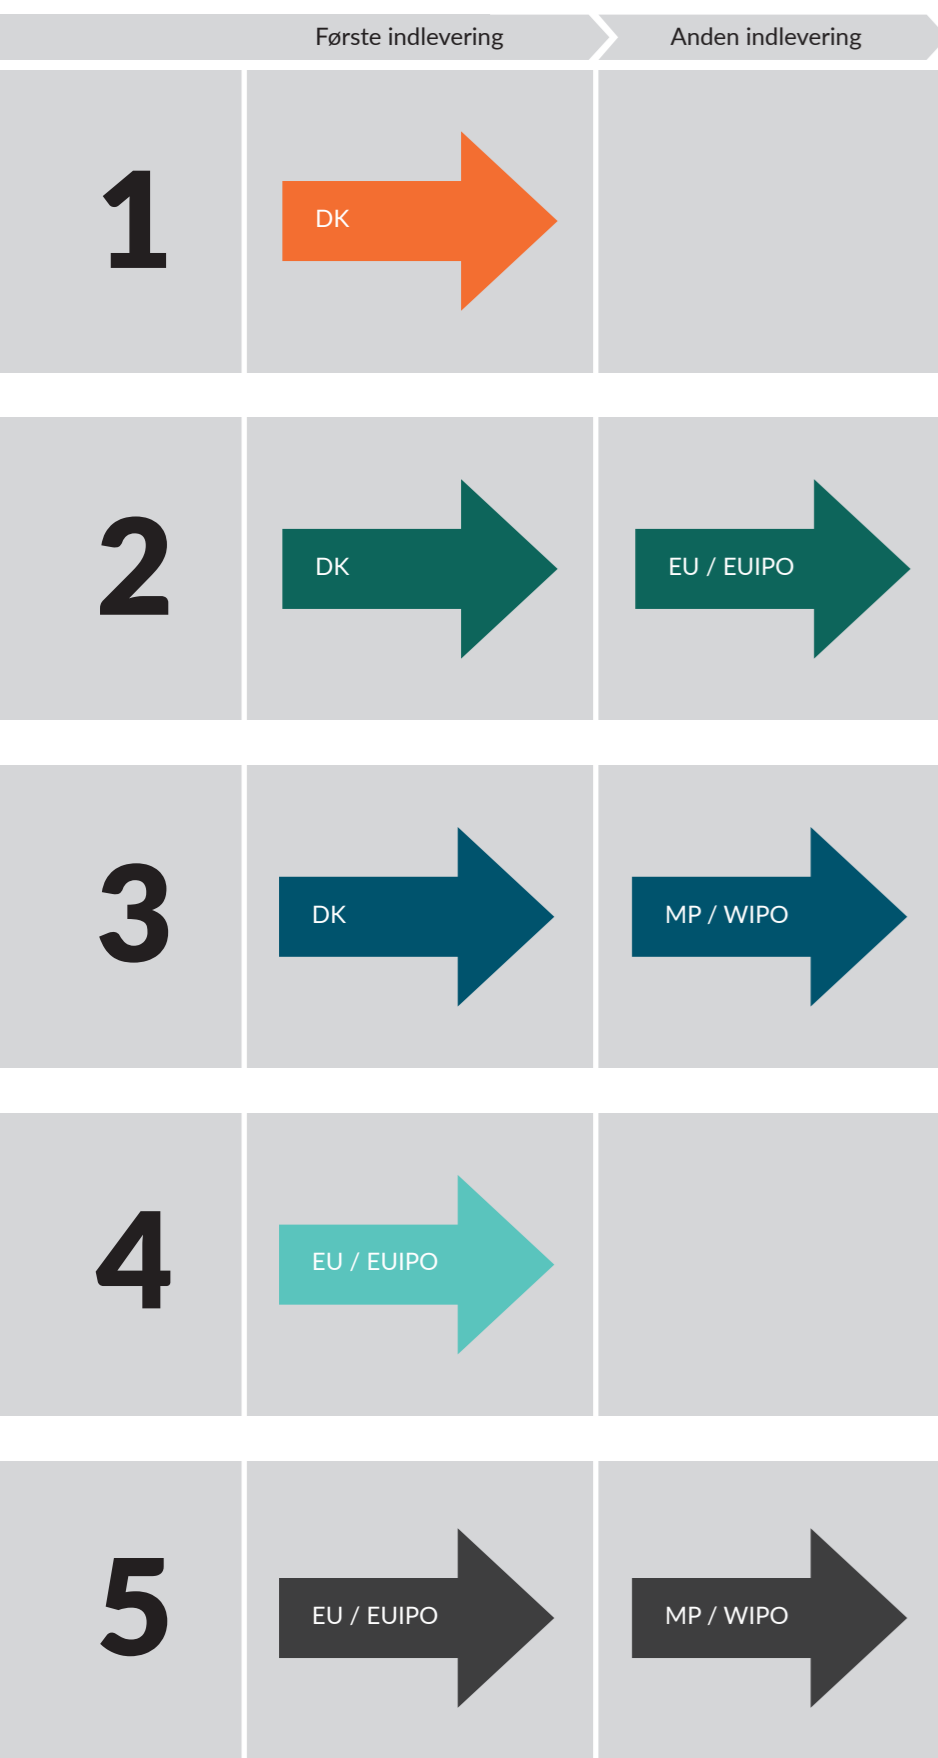 Første indlevering
Anden indlevering
1
DK
2
DK
EU / EUIPO
3
DK
MP / WIPO
4
EU / EUIPO
5
EU / EUIPO
MP / WIPO